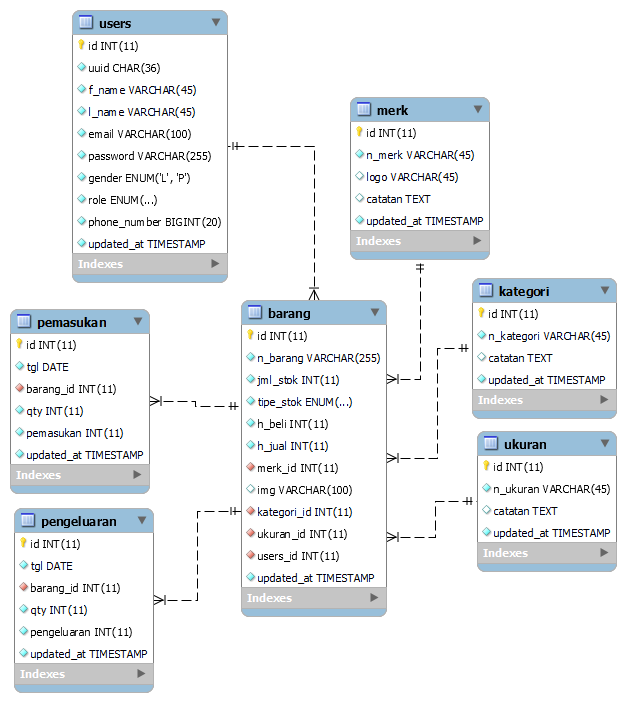 users
id INT(11)
uuid CHAR(36)
f_name VARCHAR(45)
l_name VARCHAR(45)
email VARCHAR(100)
password VARCHAR(255)
gender ENUM('L', 'P')
role ENUM(...)
phone_number BIGINT(20)
updated_at TIMESTAMP
Indexes
merk
id INT(11)
n_merk VARCHAR(45)
logo VARCHAR(45)
catatan TEXT
updated_at TIMESTAMP
Indexes
kategori
id INT(11)
n_kategori VARCHAR(45)
catatan TEXT
updated_at TIMESTAMP
Indexes
barang
id INT(11)
n_barang VARCHAR(255)
jml_stok INT(11)
tipe_stok ENUM(...)
h_beli INT(11)
h_jual INT(11)
merk_id INT(11)
img VARCHAR(100)
kategori_id INT(11)
ukuran_id INT(11)
users_id INT(11)
updated_at TIMESTAMP
Indexes
pemasukan
id INT(11)
tgl DATE
barang_id INT(11)
qty INT(11)
pemasukan INT(11)
updated_at TIMESTAMP
Indexes
ukuran
id INT(11)
n_ukuran VARCHAR(45)
catatan TEXT
updated_at TIMESTAMP
Indexes
pengeluaran
id INT(11)
tgl DATE
barang_id INT(11)
qty INT(11)
pengeluaran INT(11)
updated_at TIMESTAMP
Indexes